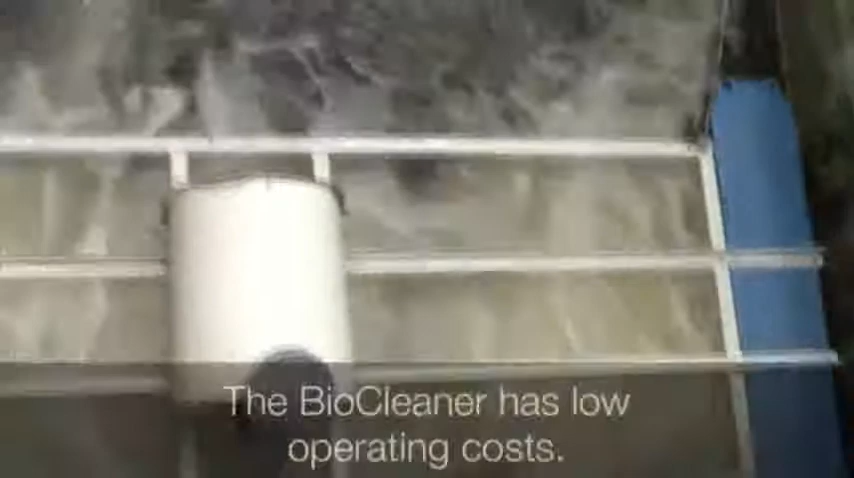 The BioCleaner has low
operating costs.